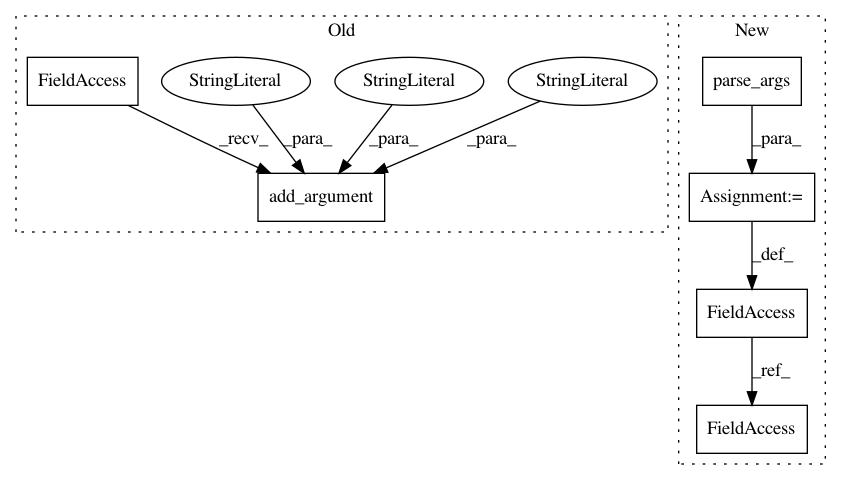 Old
New
FieldAccess
StringLiteral
StringLiteral
StringLiteral
parse_args
_recv_
_para_
_para_
_para_
_para_
add_argument
Assignment:=
_def_
FieldAccess
_ref_
FieldAccess